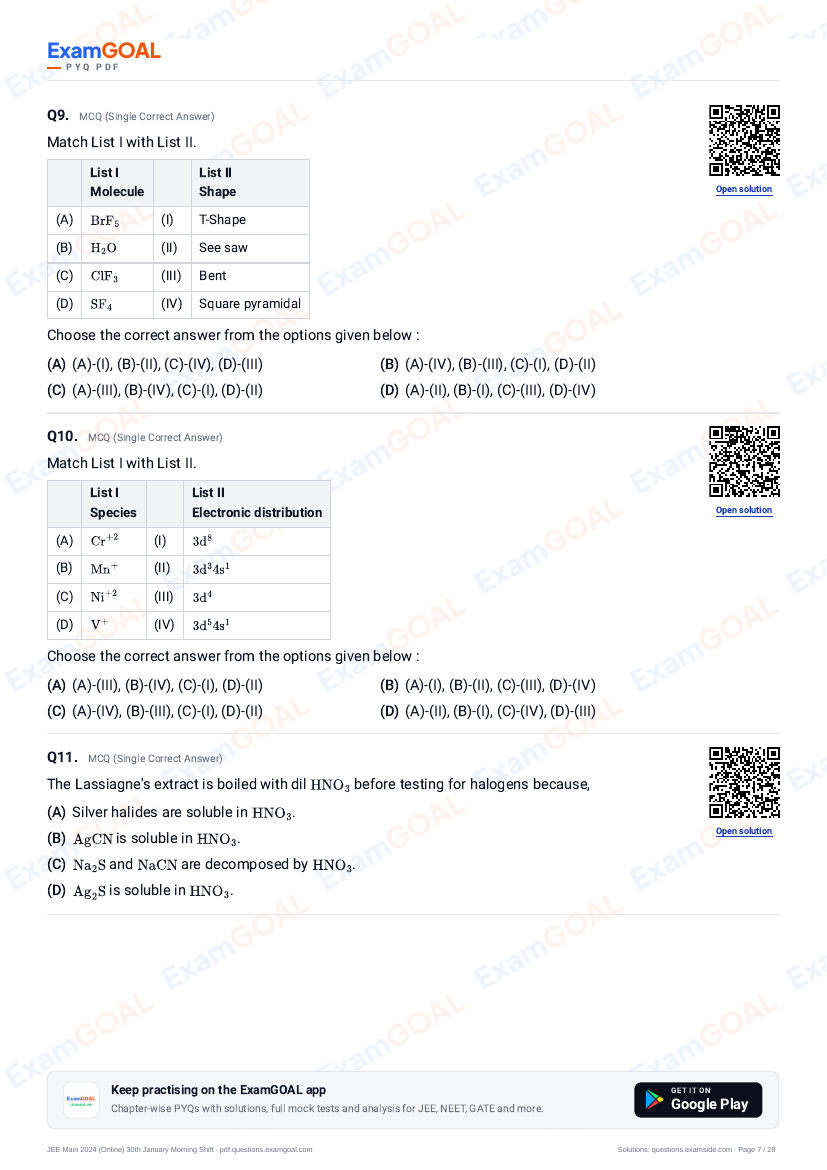 ExamGOAL
PYQ PDF
Q9. MCQ (Single Correct Answer)
Match List I with List II.
List I List II
Molecule Shape
(A) BrF₅ (I) T-Shape
(B) H₂O (II) See saw
(C) ClF₃ (III) Bent
(D) SF₄ (IV) Square pyramidal
Choose the correct answer from the options given below :
(A) (A)-(I), (B)-(II), (C)-(IV), (D)-(III) (B) (A)-(IV), (B)-(III), (C)-(I), (D)-(II)
(C) (A)-(III), (B)-(IV), (C)-(I), (D)-(II) (D) (A)-(II), (B)-(I), (C)-(III), (D)-(IV)
Open solution
Q10. MCQ (Single Correct Answer)
Match List I with List II.
List I List II
Species Electronic distribution
(A) Cr⁺² (I) 3d⁸
(B) Mn⁺ (II) 3d³4s¹
(C) Ni⁺² (III) 3d⁴
(D) V⁺ (IV) 3d⁵4s¹
Choose the correct answer from the options given below :
(A) (A)-(III), (B)-(IV), (C)-(I), (D)-(II) (B) (A)-(I), (B)-(II), (C)-(III), (D)-(IV)
(C) (A)-(IV), (B)-(III), (C)-(I), (D)-(II) (D) (A)-(II), (B)-(I), (C)-(IV), (D)-(III)
Open solution
Q11. MCQ (Single Correct Answer)
The Lassiagne's extract is boiled with dil HNO₃ before testing for halogens because,
(A) Silver halides are soluble in HNO₃.
(B) AgCN is soluble in HNO₃.
(C) Na₂S and NaCN are decomposed by HNO₃.
(D) Ag₂S is soluble in HNO₃.
Open solution
Keep practising on the ExamGOAL app
Chapter-wise PYQs with solutions, full mock tests and analysis for JEE, NEET, GATE and more.
GET IT ON
Google Play
JEE Main 2024 (Online) 30th January Morning Shift · pdf.questions.examgoal.com
Solutions: questions.examside.com · Page 7 / 28